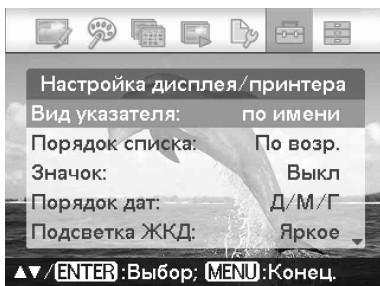 Настройка дисплея/принтера
Вид указателя: по имени
Порядок списка: По возр.
Значок: Выкл
Порядок дат: Д/М/Г
Подсветка ЖКД: Яркое
▲▼/ENTER:Выбор; MENU:Конец.